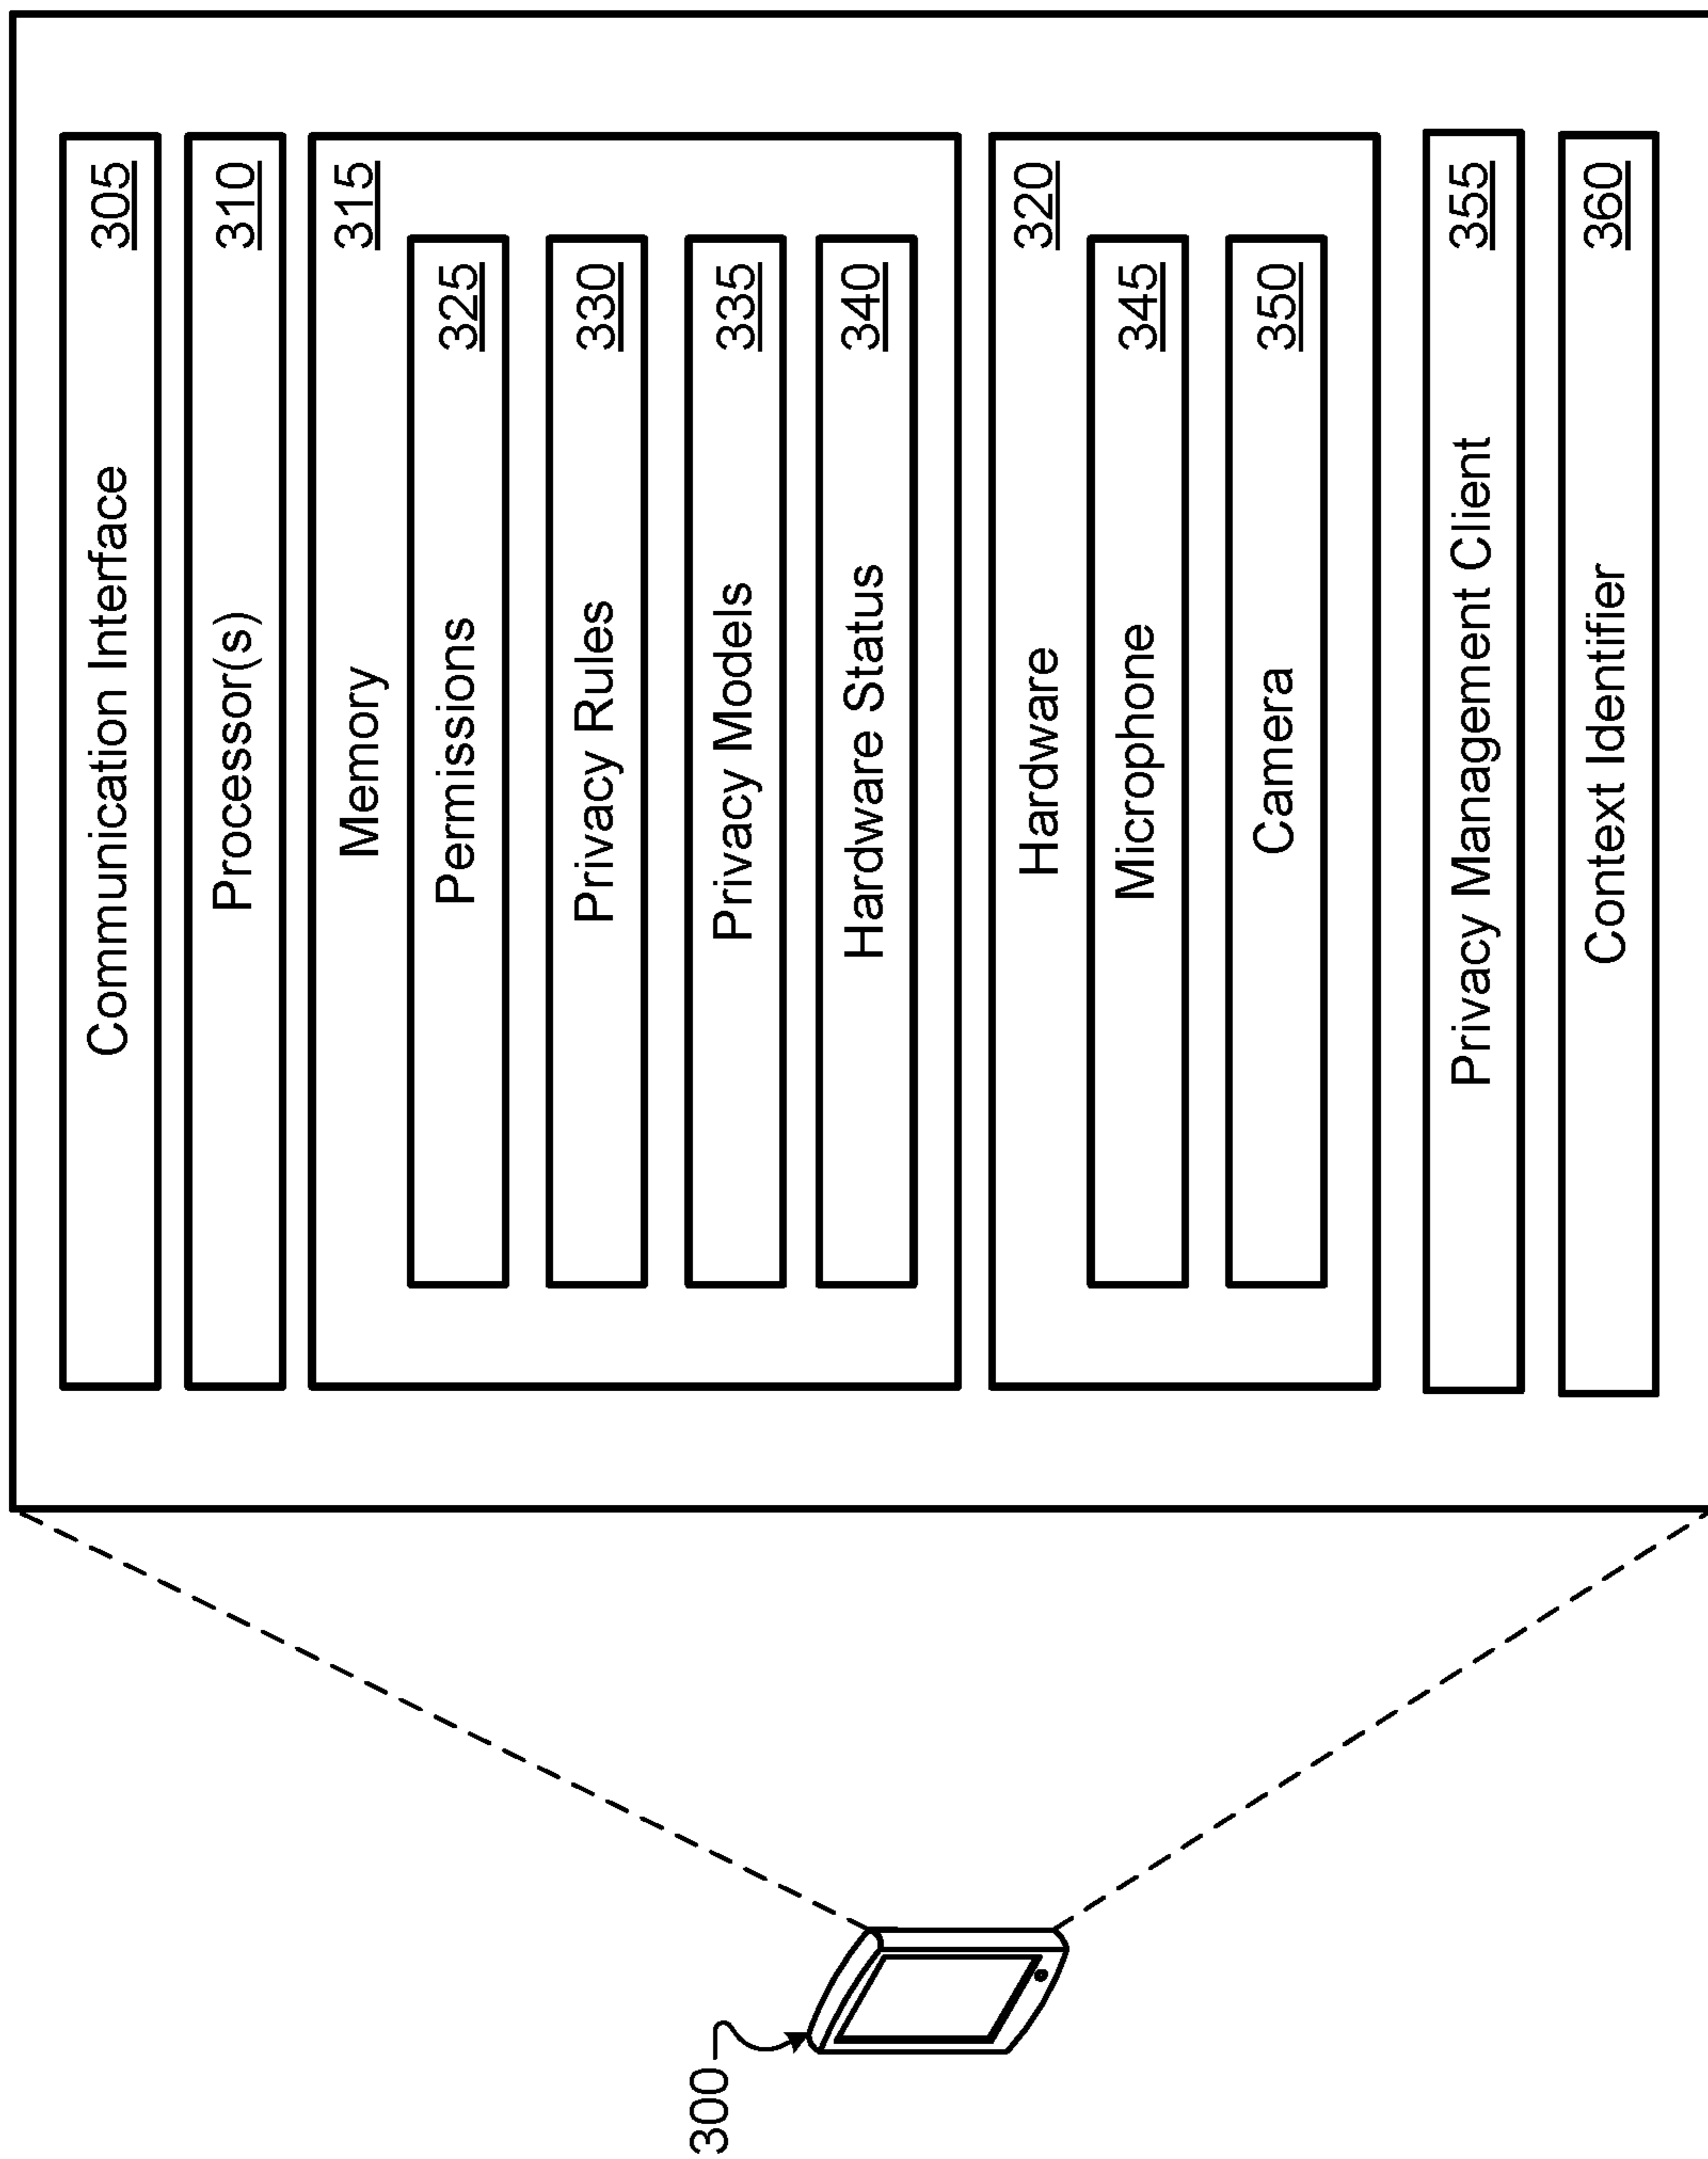 300
Communication Interface 305
Processor(s) 310
Memory 315
Permissions 325
Privacy Rules 330
Privacy Models 335
Hardware Status 340
Hardware 320
Microphone 345
Camera 350
Privacy Management Client 355
Context Identifier 360